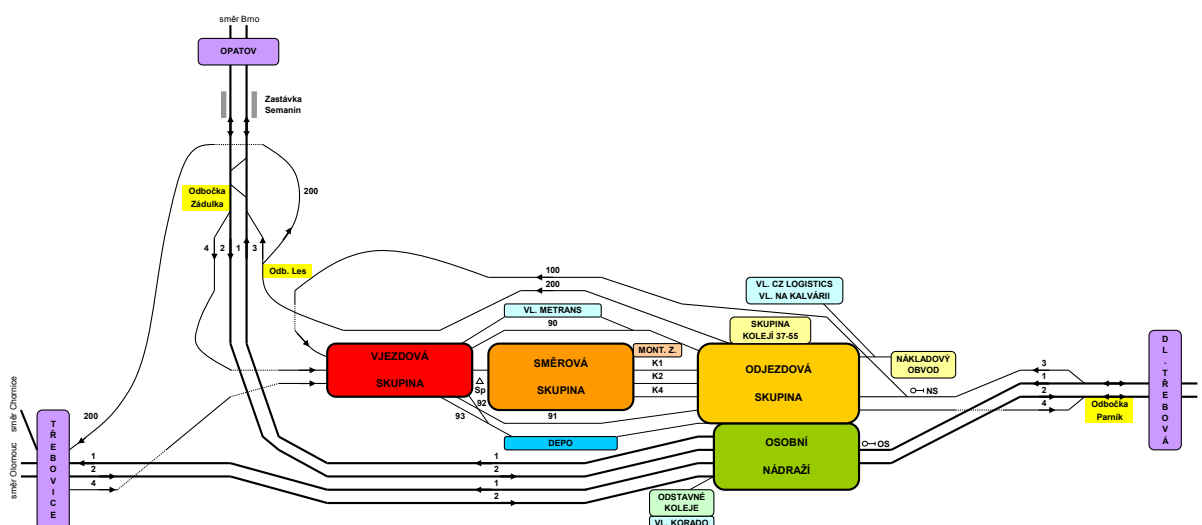 směr Brno
OPATOV
Zastávka
Semanín
Odbočka
Zádulka
200
4
2
1
3
Odb. Les
100
200
VL. CZ LOGISTICS
VL. NA KALVÁRII
VL. METRANS
90
SKUPINA
KOLEJÍ 37-55
VJEZDOVÁ
SKUPINA
SMĚROVÁ
SKUPINA
MONT. Z.
K1
K2
K4
ODJEZDOVÁ
SKUPINA
NÁKLADOVÝ
OBVOD
Sp
92
93
91
NS
3
1
2
4
Odbočka
Parník
DL. TŘEBOVÁ
DEPO
OSOBNÍ
NÁDRAŽÍ
OS
směr Chornice
směr Olomouc
TŘEBOVICE
200
1
2
4
1
2
1
2
ODSTAVNÉ
KOLEJE
VL. KORADO